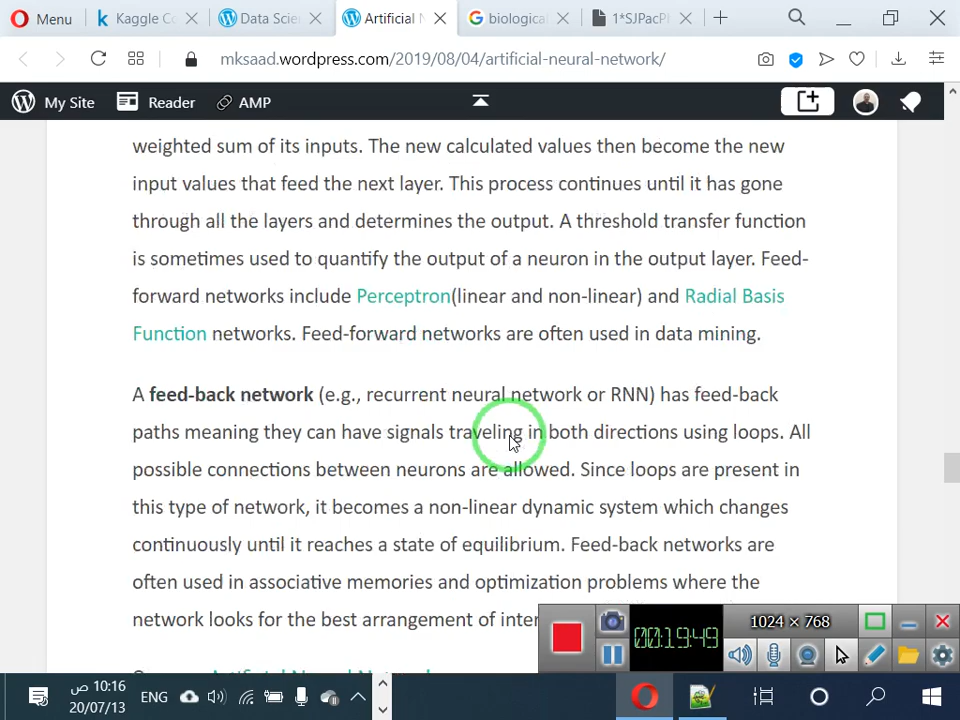 Menu
Kaggle Co
Data Scien
Artificial N
biological
1*SJPacPl
mksaad.wordpress.com/2019/08/04/artificial-neural-network/
My Site
Reader
AMP
weighted sum of its inputs. The new calculated values then become the new
input values that feed the next layer. This process continues until it has gone
through all the layers and determines the output. A threshold transfer function
is sometimes used to quantify the output of a neuron in the output layer. Feed-
forward networks include Perceptron(linear and non-linear) and Radial Basis
Function networks. Feed-forward networks are often used in data mining.
A feed-back network (e.g., recurrent neural network or RNN) has feed-back
paths meaning they can have signals traveling in both directions using loops. All
possible connections between neurons are allowed. Since loops are present in
this type of network, it becomes a non-linear dynamic system which changes
continuously until it reaches a state of equilibrium. Feed-back networks are
often used in associative memories and optimization problems where the
network looks for the best arrangement of inter
00:19:49
1024 × 768
ENG
10:16 ص
20/07/13